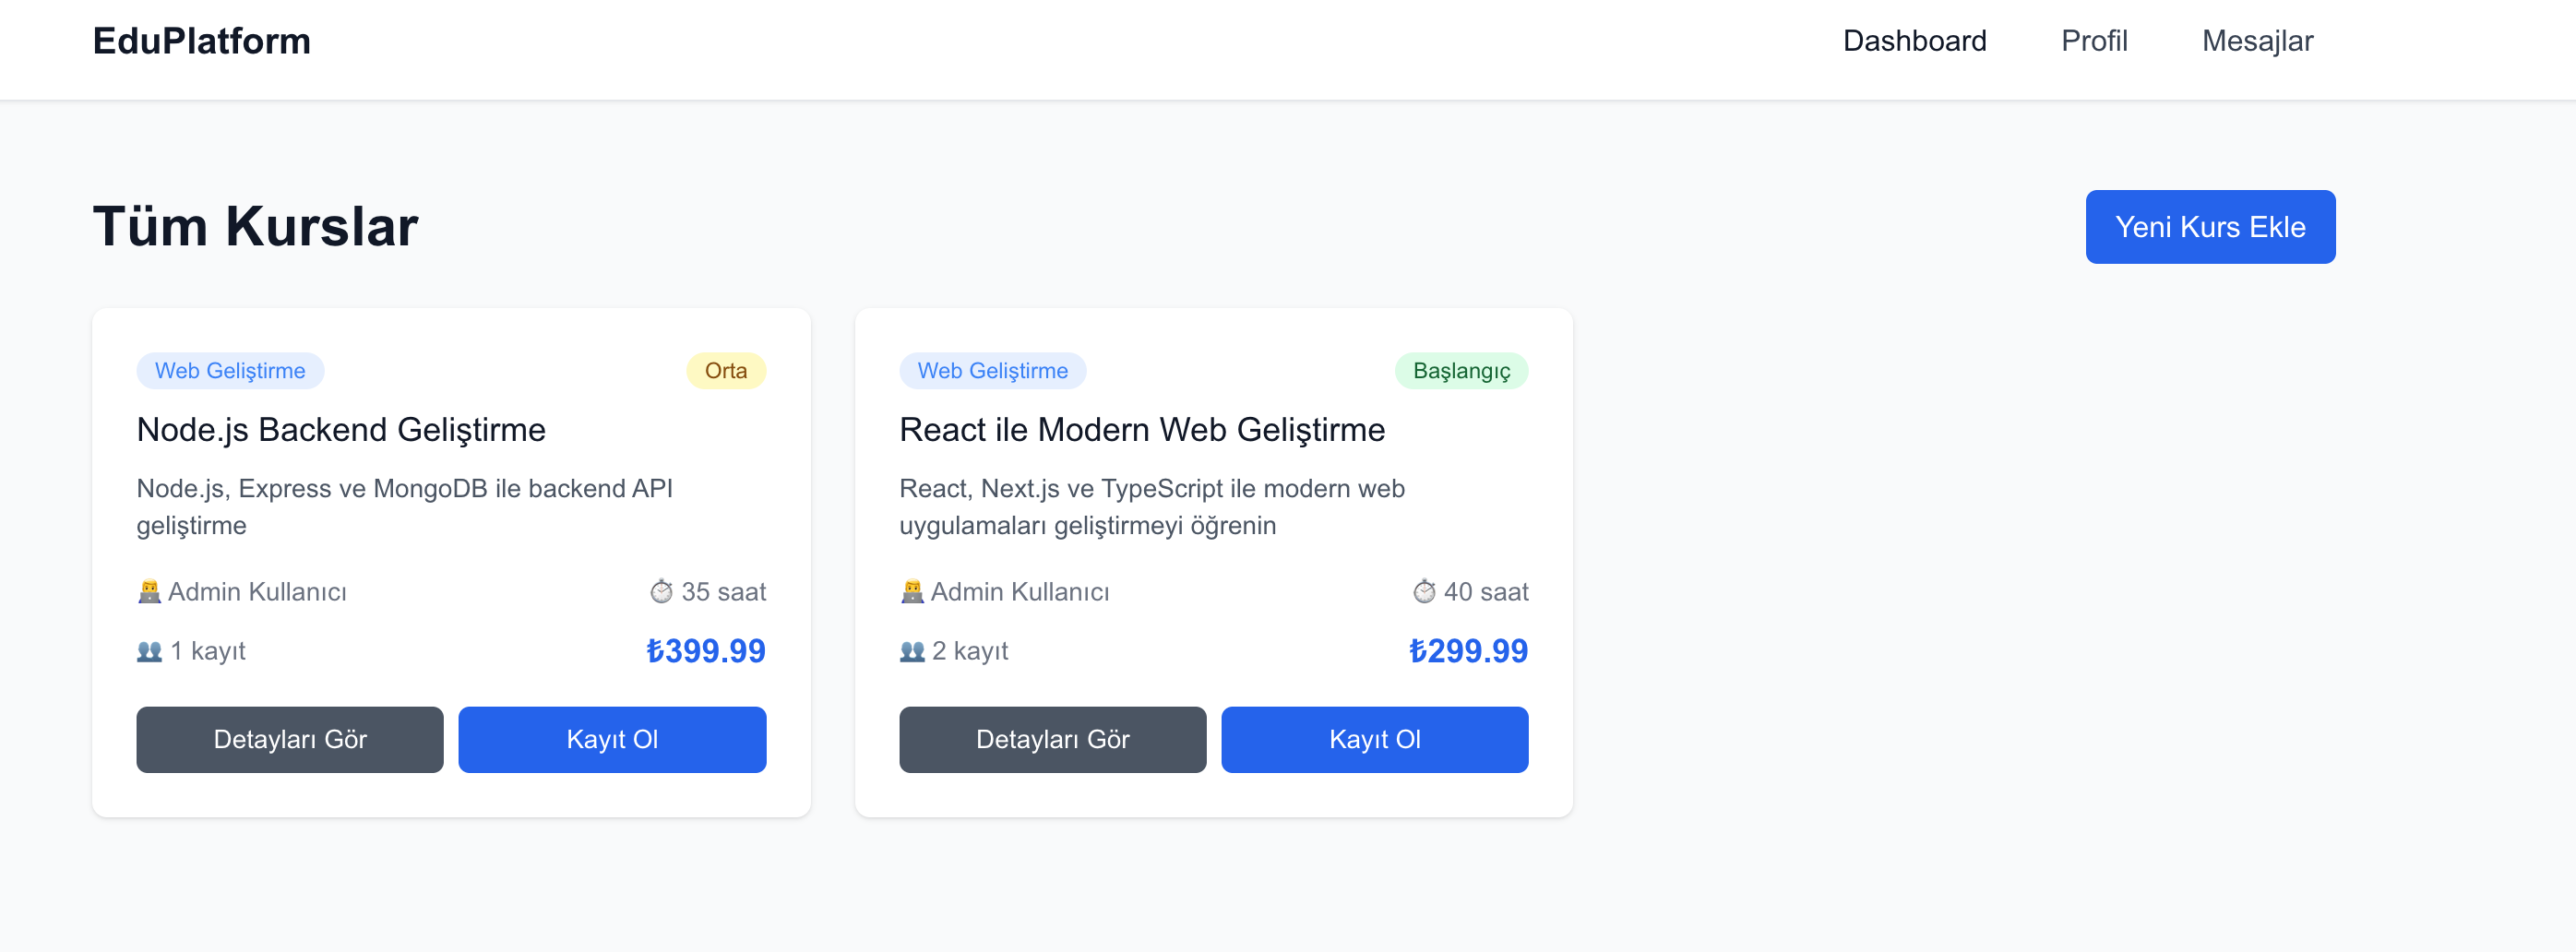 EduPlatform
Dashboard Profil Mesajlar
Tüm Kurslar
Yeni Kurs Ekle
Web Geliştirme
Orta
Node.js Backend Geliştirme
Node.js, Express ve MongoDB ile backend API
geliştirme
Admin Kullanıcı
35 saat
1 kayıt
₺399.99
Detayları Gör
Kayıt Ol
Web Geliştirme
Başlangıç
React ile Modern Web Geliştirme
React, Next.js ve TypeScript ile modern web
uygulamaları geliştirmeyi öğrenin
Admin Kullanıcı
40 saat
2 kayıt
₺299.99
Detayları Gör
Kayıt Ol